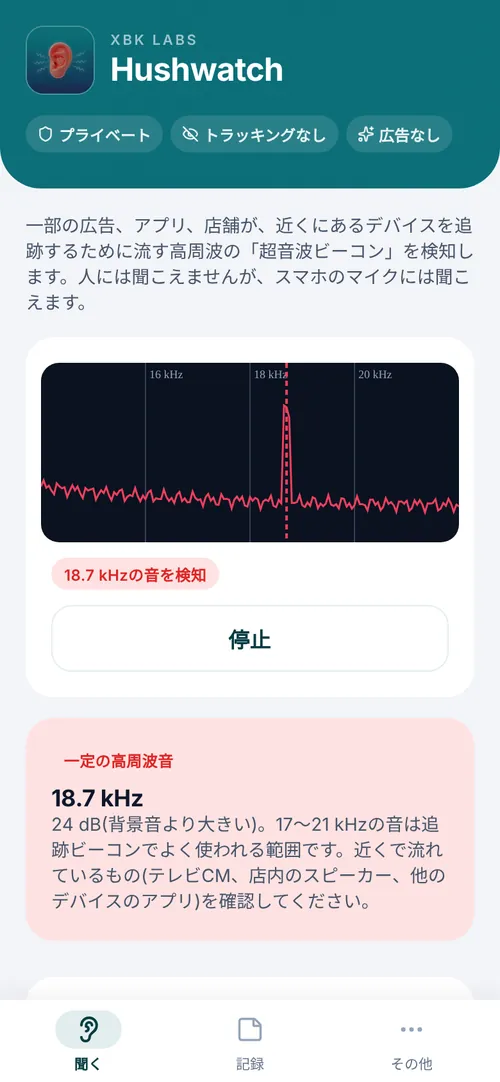 XBK LABS
Hushwatch
プライベート
トラッキングなし
広告なし
一部の広告、アプリ、店舗が、近くにあるデバイスを追
跡するために流す高周波の「超音波ビーコン」を検知し
ます。人には聞こえませんが、スマホのマイクには聞こ
えます。
16 kHz
18 kHz
20 kHz
18.7 kHzの音を検知
停止
一定の高周波音
18.7 kHz
24 dB(背景音より大きい)。17〜21 kHzの音は追
跡ビーコンでよく使われる範囲です。近くで流れ
ているもの(テレビCM、店内のスピーカー、他の
デバイスのアプリ)を確認してください。
聞く
記録
その他